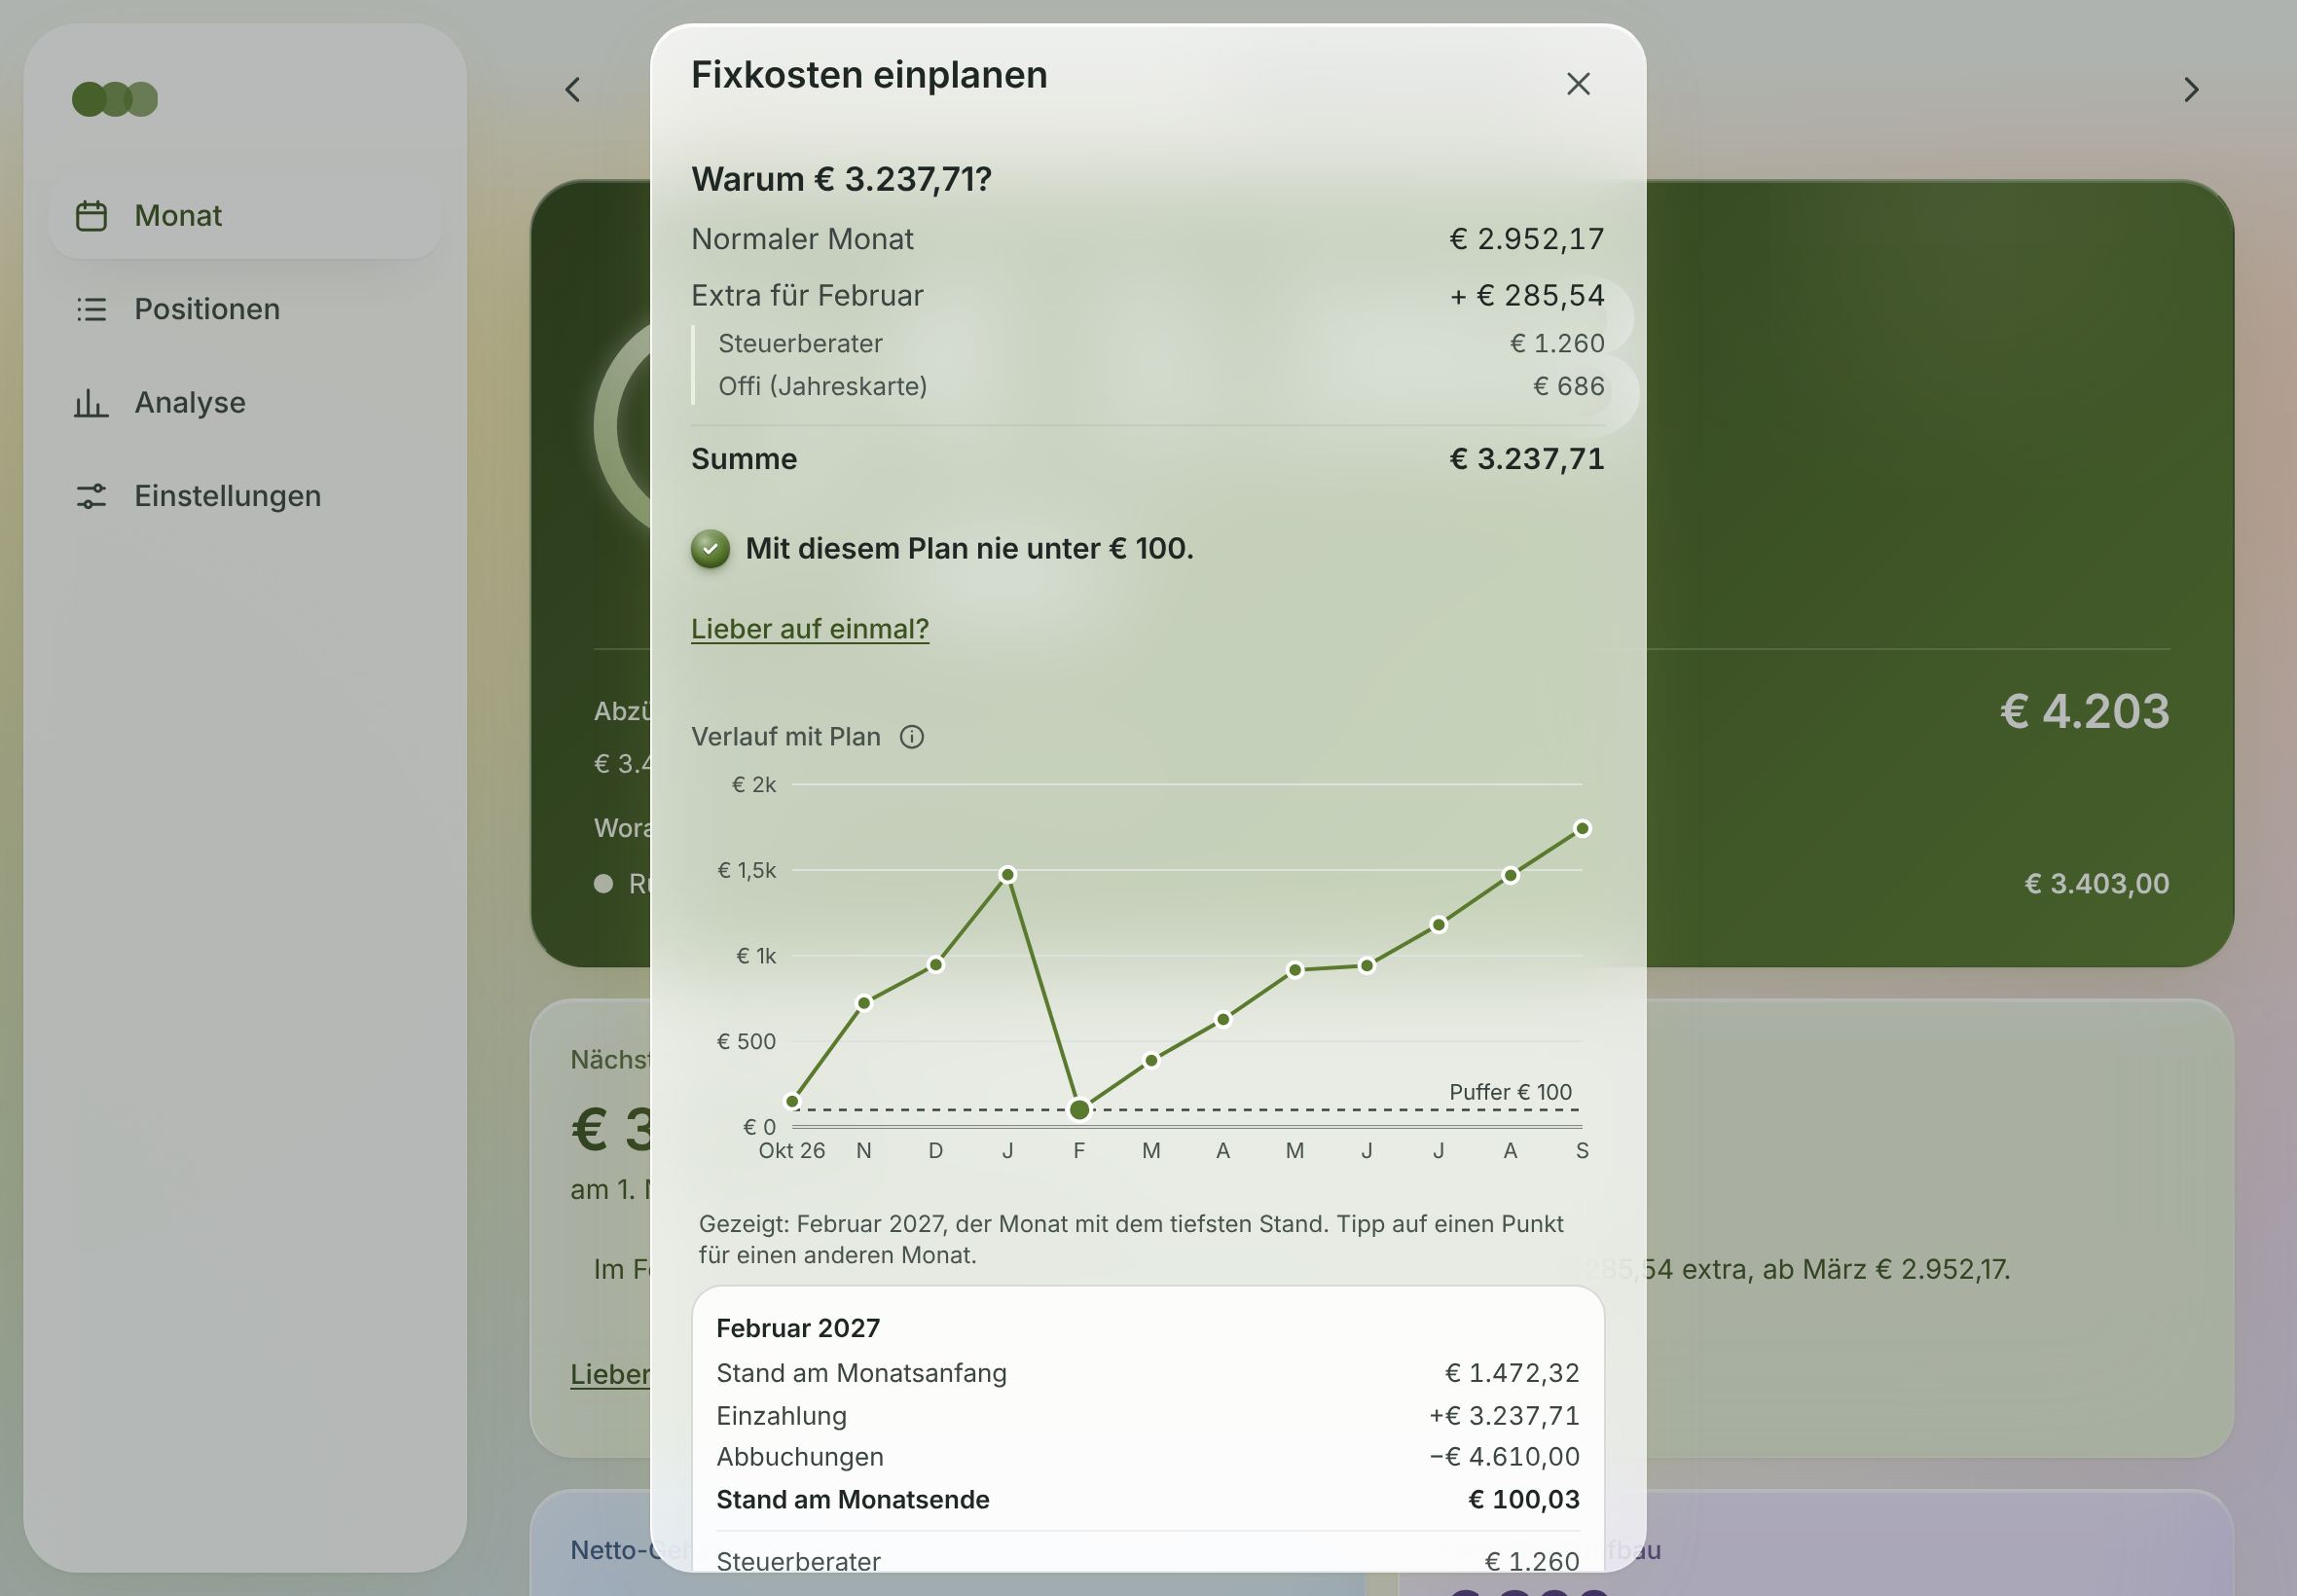 Monat
Positionen
Analyse
Einstellungen
Fixkosten einplanen
Warum € 3.237,71?
Normaler Monat € 2.952,17
Extra für Februar + € 285,54
Steuerberater € 1.260
Offi (Jahreskarte) € 686
Summe € 3.237,71
Mit diesem Plan nie unter € 100.
Lieber auf einmal?
Verlauf mit Plan
€ 2k
€ 1,5k
€ 1k
€ 500
Puffer € 100
€ 0
Okt 26 N D J F M A M J J A S
Gezeigt: Februar 2027, der Monat mit dem tiefsten Stand. Tipp auf einen Punkt
für einen anderen Monat.
Februar 2027
Stand am Monatsanfang € 1.472,32
Einzahlung +€ 3.237,71
Abbuchungen −€ 4.610,00
Stand am Monatsende € 100,03
Steuerberater € 1.260
€ 4.203
€ 3.403,00
am 1.
Im
Lieber
285,54 extra, ab März € 2.952,17.